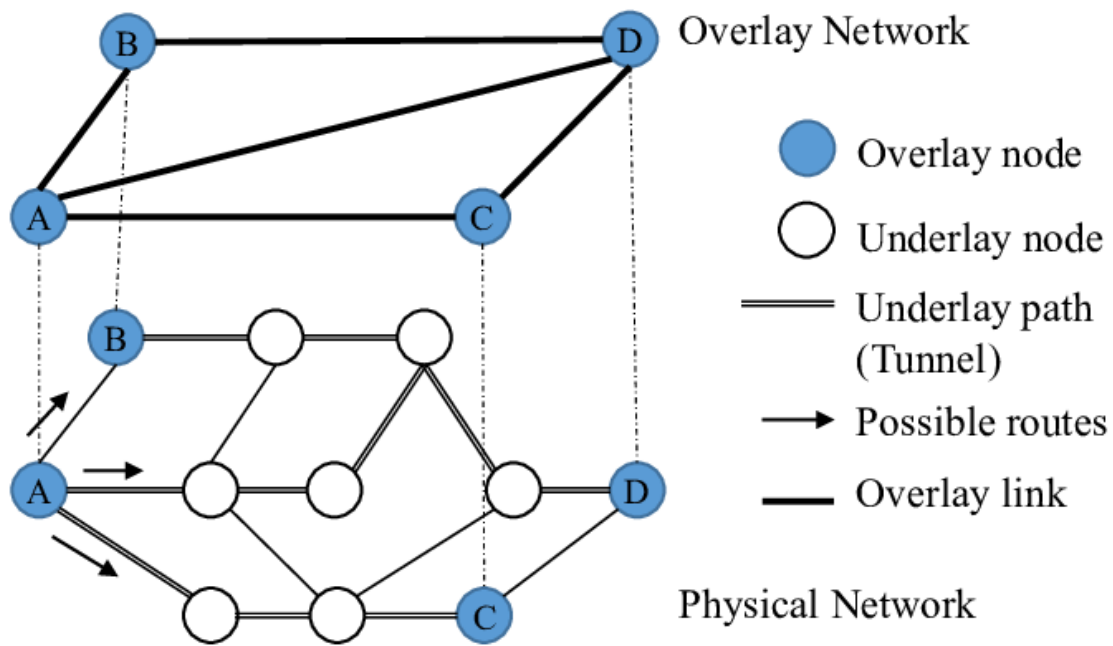 B
D
Overlay Network
A
C
Overlay node
Underlay node
B
Underlay path
(Tunnel)
Possible routes
A
D
Overlay link
C
Physical Network